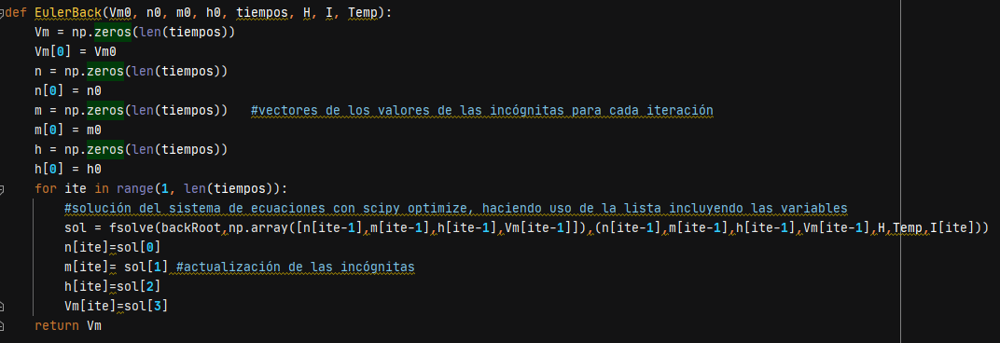 def EulerBack(Vm0, n0, m0, h0, tiempos, H, I, Temp):
    Vm = np.zeros(len(tiempos))
    Vm[0] = Vm0
    n = np.zeros(len(tiempos))
    n[0] = n0
    m = np.zeros(len(tiempos))   #vectores de los valores de las incógnitas para cada iteración
    m[0] = m0
    h = np.zeros(len(tiempos))
    h[0] = h0
    for ite in range(1, len(tiempos)):
        #solución del sistema de ecuaciones con scipy optimize, haciendo uso de la lista incluyendo las variables
        sol = fsolve(backRoot,np.array([n[ite-1],m[ite-1],h[ite-1],Vm[ite-1]]),(n[ite-1],m[ite-1],h[ite-1],Vm[ite-1],H,Temp,I[ite]))
        n[ite]=sol[0]
        m[ite]= sol[1] #actualización de las incógnitas
        h[ite]=sol[2]
        Vm[ite]=sol[3]
    return Vm